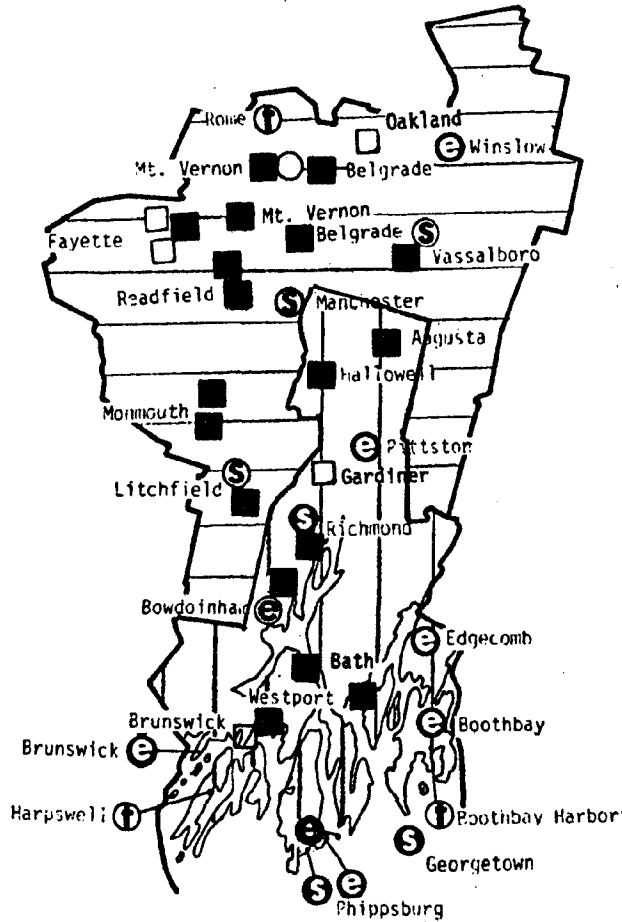 Rome f
Oakland
e Winslow
Mt. Vernon
Belgrade
Mt. Vernon
Fayette
Belgrade s
Vassalboro
Readfield
s Manchester
Augusta
Hallowell
Monmouth
e Pittston
s
Gardiner
Litchfield
s
Richmond
Bowdoinham e
e Edgecomb
Bath
Westport
Brunswick
e Boothbay
Brunswick e
Harpswell f
f Boothbay Harbor
e
s Georgetown
s e
Phippsburg